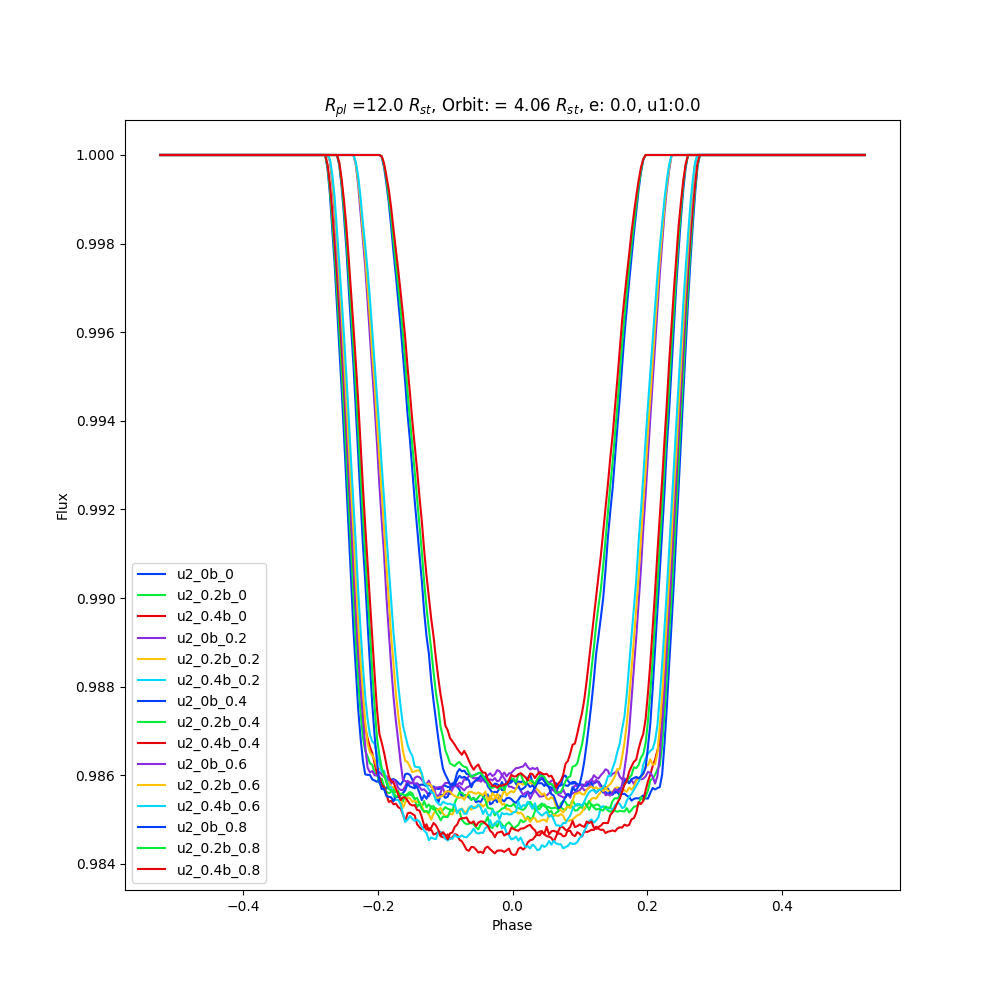 R_pl =12.0 R_st, Orbit: = 4.06 R_st, e: 0.0, u1:0.0
1.000
0.998
0.996
0.994
0.992
0.990
0.988
0.986
0.984
Flux
u2_0b_0
u2_0.2b_0
u2_0.4b_0
u2_0b_0.2
u2_0.2b_0.2
u2_0.4b_0.2
u2_0b_0.4
u2_0.2b_0.4
u2_0.4b_0.4
u2_0b_0.6
u2_0.2b_0.6
u2_0.4b_0.6
u2_0b_0.8
u2_0.2b_0.8
u2_0.4b_0.8
−0.4 −0.2 0.0 0.2 0.4
Phase